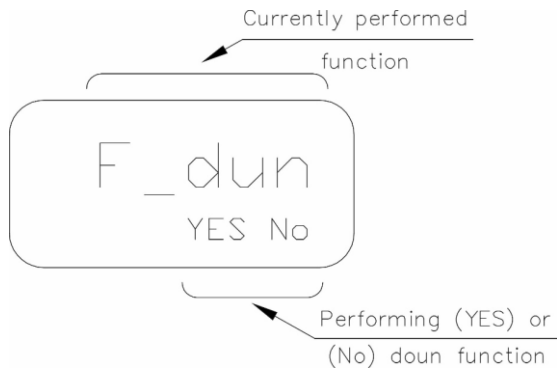 Currently performed
function
F_dun
YES No
Performing (YES) or
(No) doun function